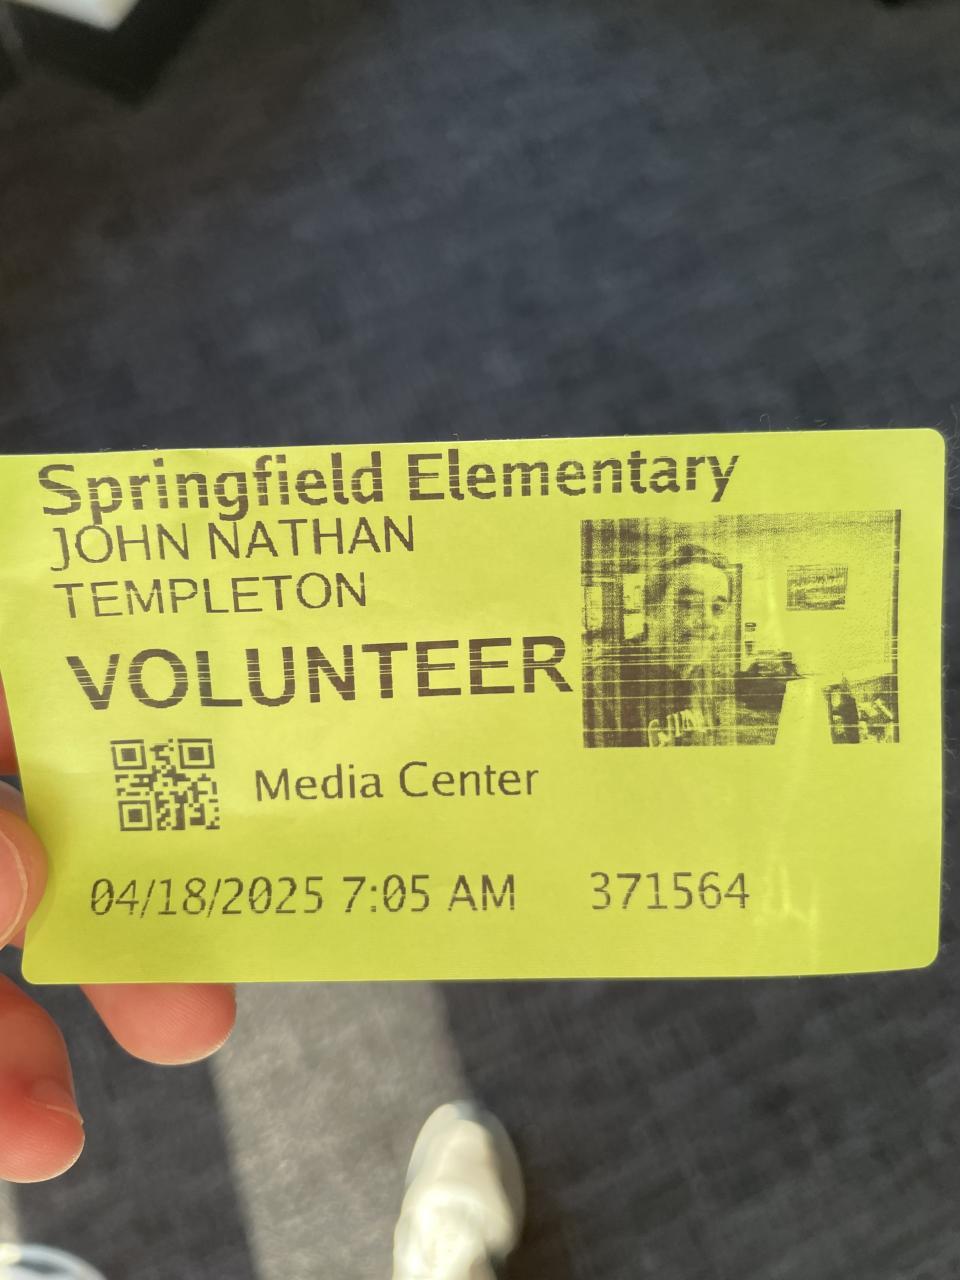 Springfield Elementary
JOHN NATHAN
TEMPLETON
VOLUNTEER
Media Center
04/18/2025 7:05 AM 371564